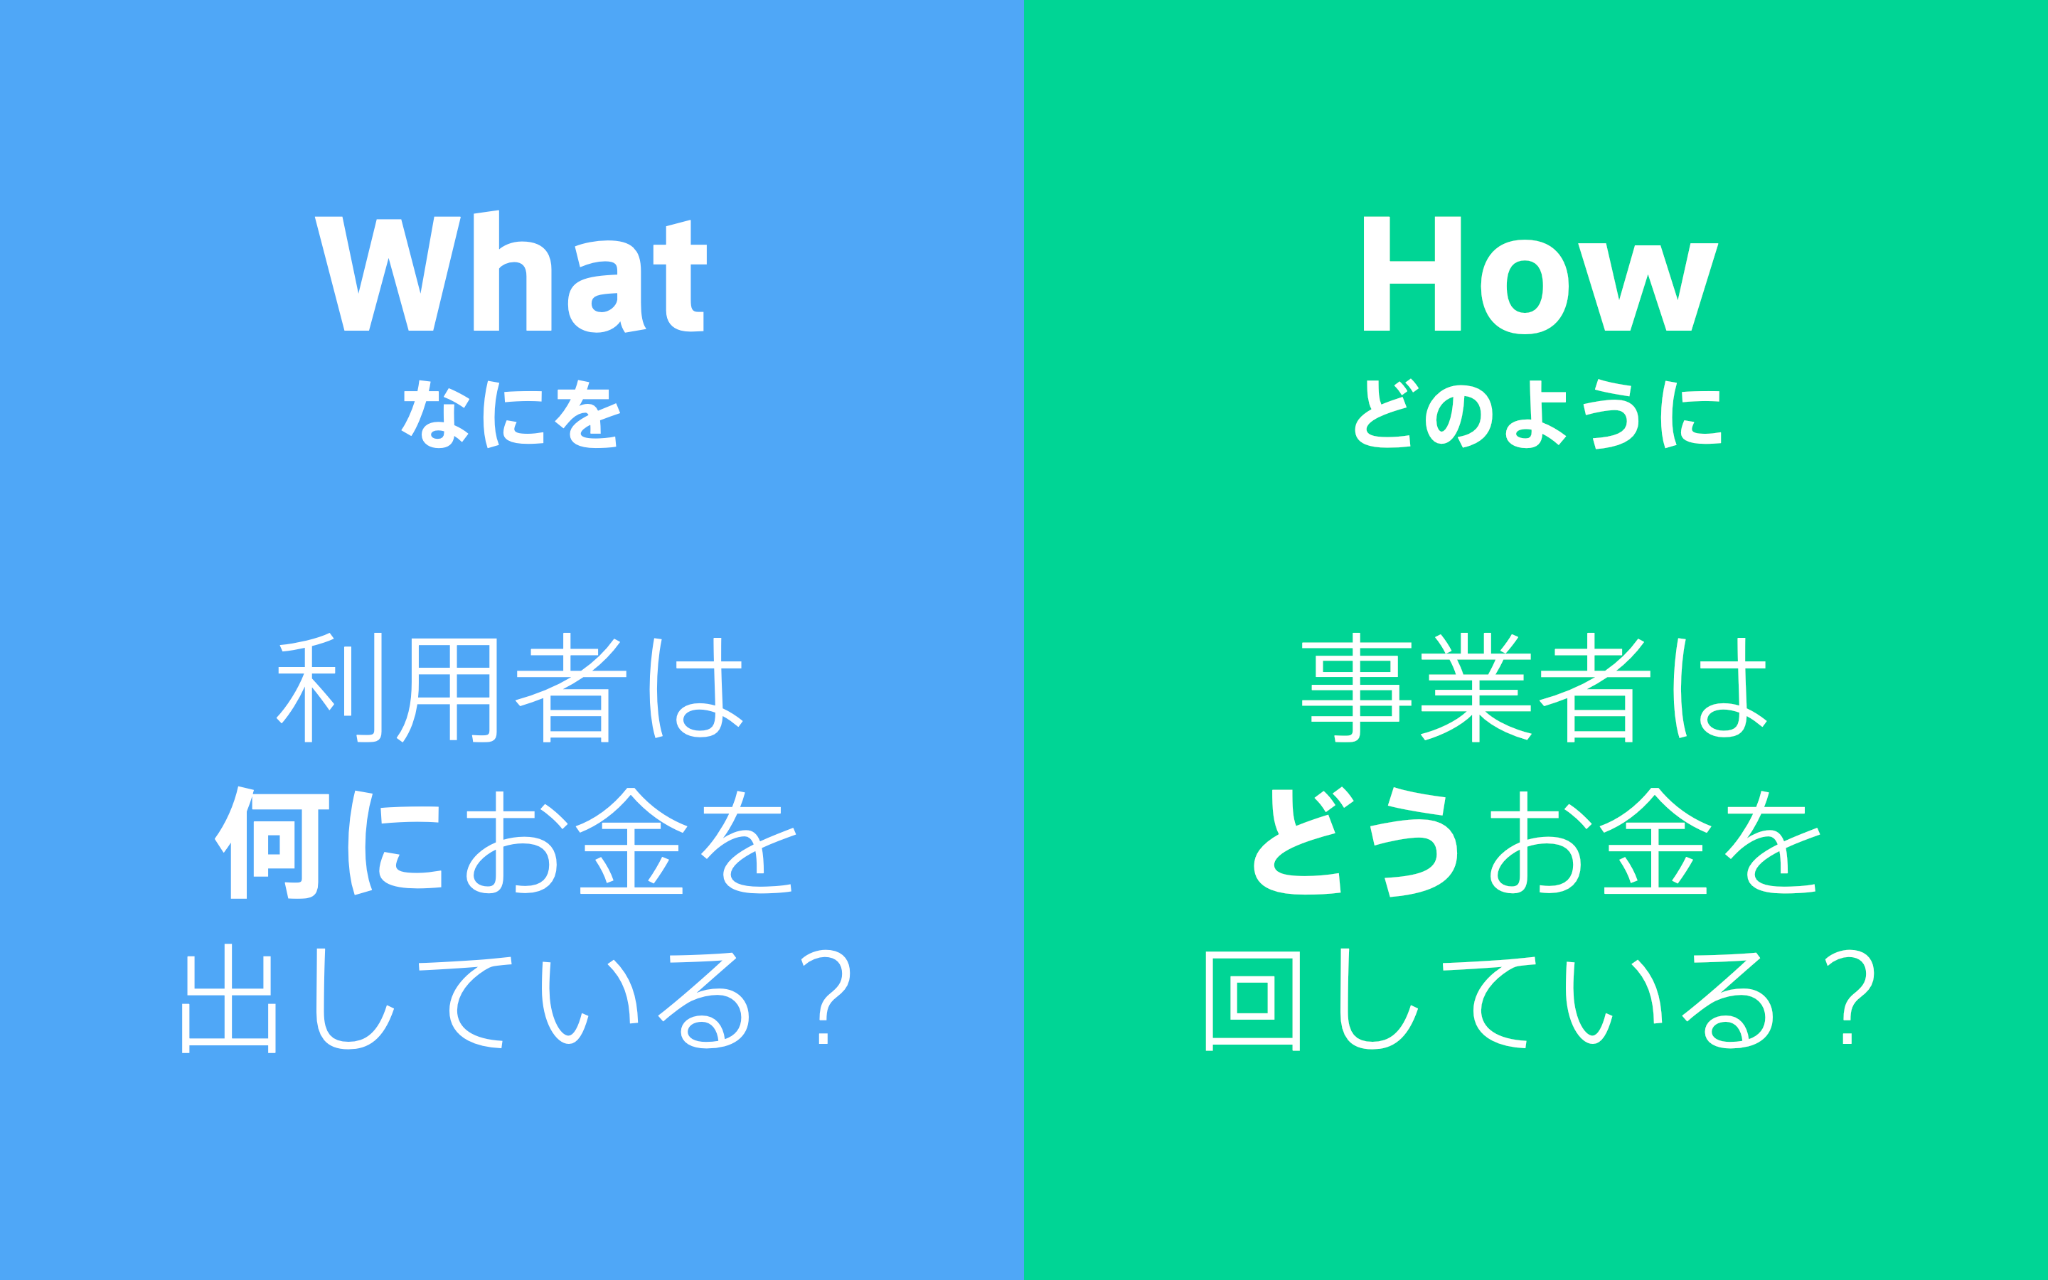 What
なにを
利用者は
何にお金を
出している？
How
どのように
事業者は
どうお金を
回している？